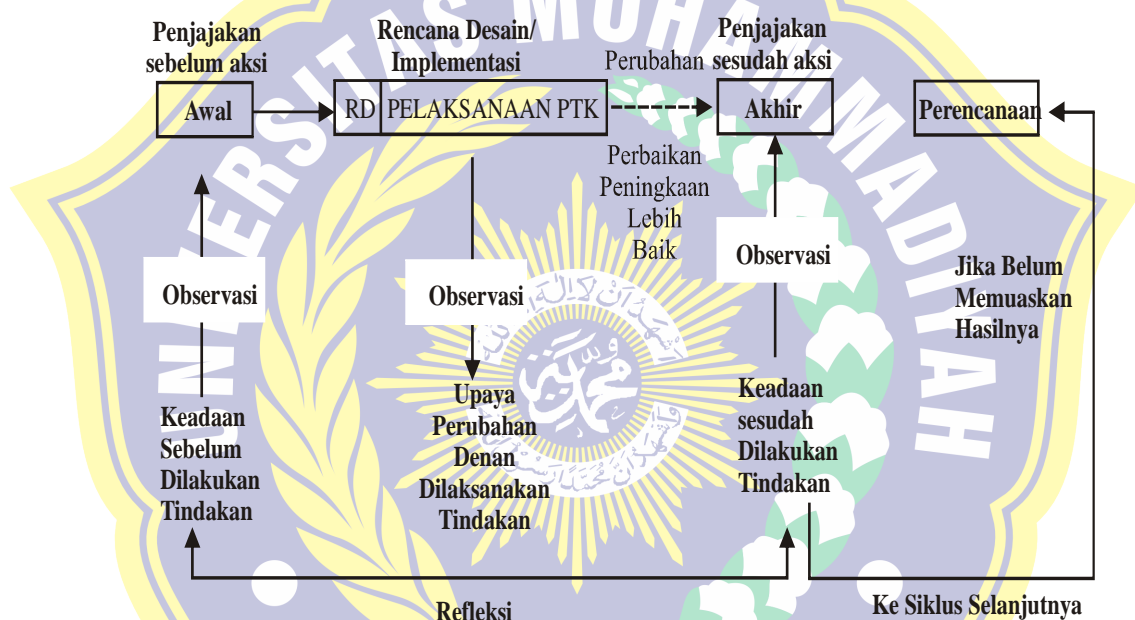 Penjajakan
sebelum aksi
Rencana Desain/
Implementasi
Perubahan
Penjajakan
sesudah aksi
Awal
RD
PELAKSANAAN PTK
Akhir
Perencanaan
Perbaikan
Peningkaan
Lebih
Baik
Observasi
Observasi
Observasi
Jika Belum
Memuaskan
Hasilnya
Keadaan
Sebelum
Dilakukan
Tindakan
Upaya
Perubahan
Denan
Dilaksanakan
Tindakan
Keadaan
sesudah
Dilakukan
Tindakan
Refleksi
Ke Siklus Selanjutnya
UNIVERSITAS MUHAMMADIYAH